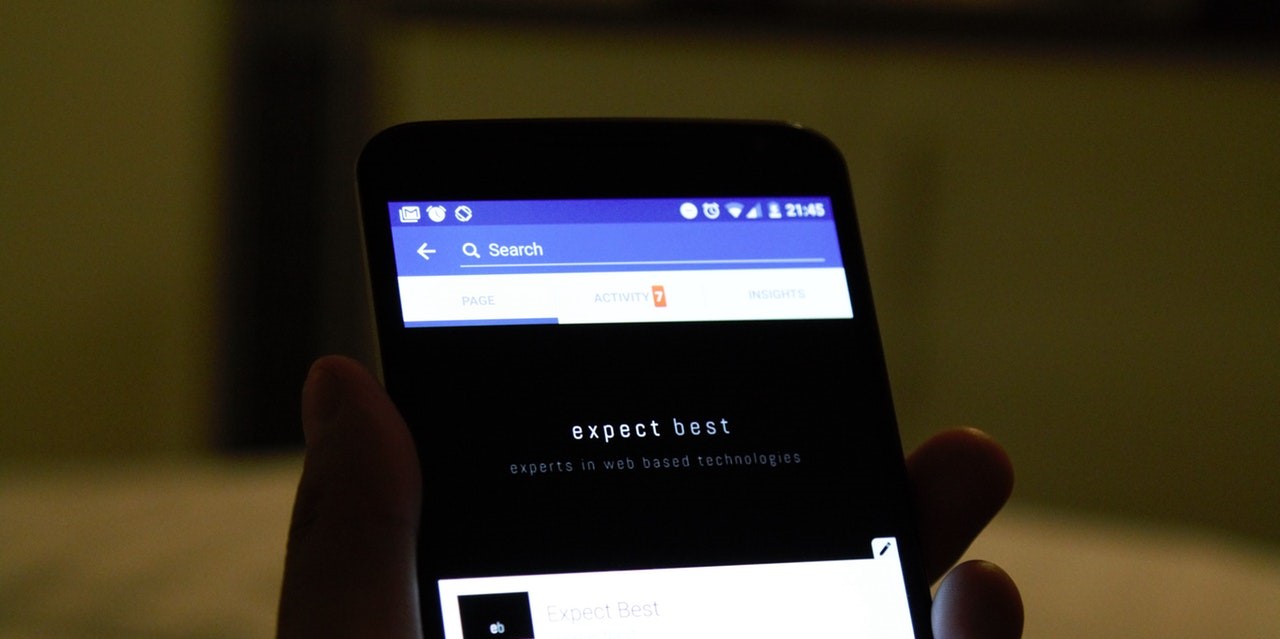 21:45
Search
PAGE ACTIVITY 7 INSIGHTS
expect best
experts in web based technologies
eb
Expect Best